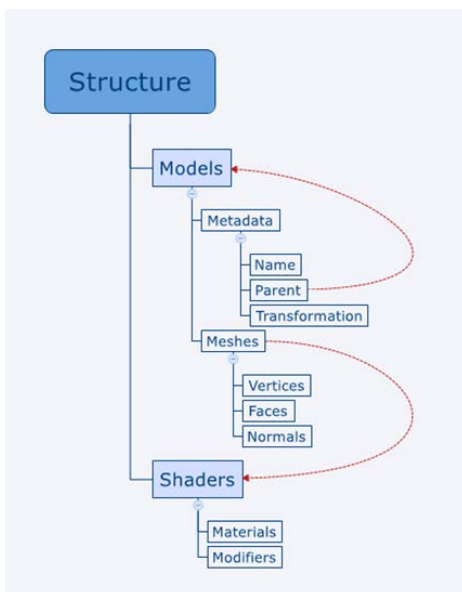 Structure
Models
Metadata
Name
Parent
Transformation
Meshes
Vertices
Faces
Normals
Shaders
Materials
Modifiers